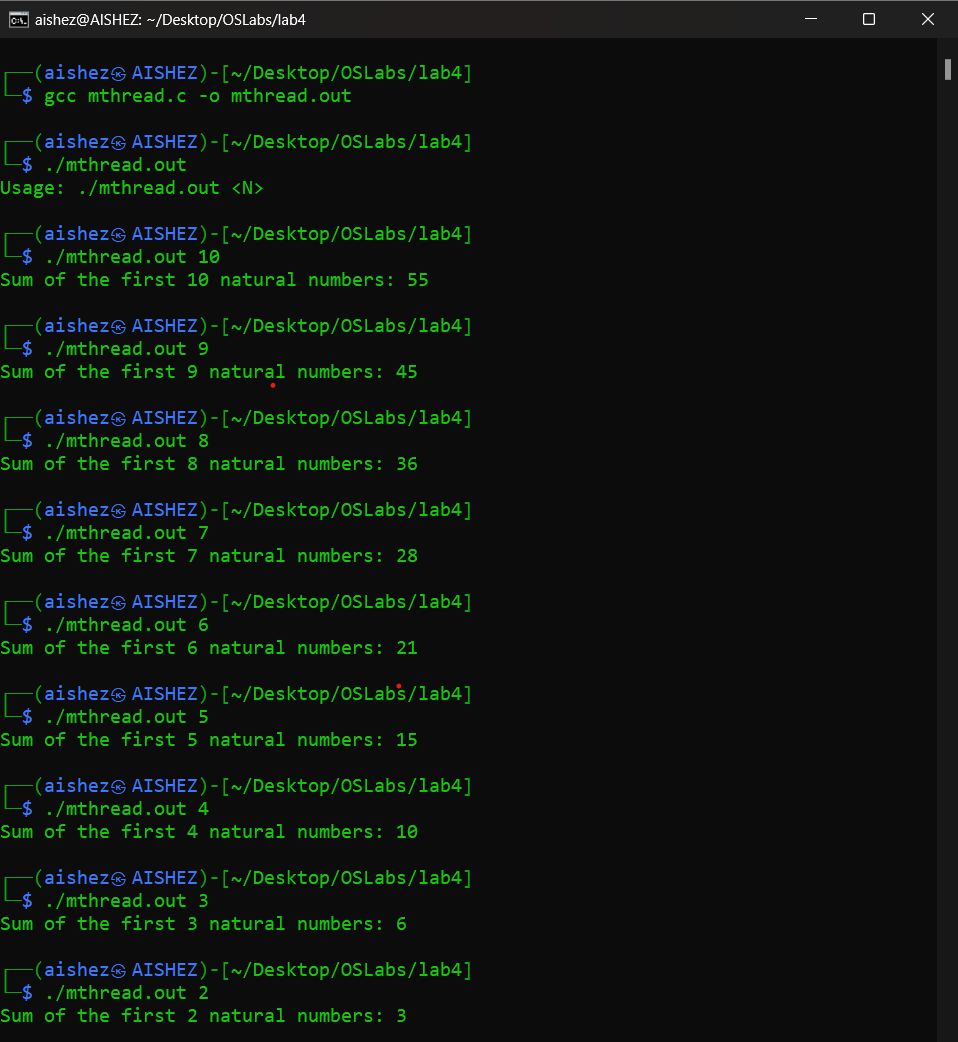 aishez@AISHEZ: ~/Desktop/OSLabs/lab4
┌──(aishez㉿AISHEZ)-[~/Desktop/OSLabs/lab4]
└─$ gcc mthread.c -o mthread.out
┌──(aishez㉿AISHEZ)-[~/Desktop/OSLabs/lab4]
└─$ ./mthread.out
Usage: ./mthread.out <N>
┌──(aishez㉿AISHEZ)-[~/Desktop/OSLabs/lab4]
└─$ ./mthread.out 10
Sum of the first 10 natural numbers: 55
┌──(aishez㉿AISHEZ)-[~/Desktop/OSLabs/lab4]
└─$ ./mthread.out 9
Sum of the first 9 natural numbers: 45
┌──(aishez㉿AISHEZ)-[~/Desktop/OSLabs/lab4]
└─$ ./mthread.out 8
Sum of the first 8 natural numbers: 36
┌──(aishez㉿AISHEZ)-[~/Desktop/OSLabs/lab4]
└─$ ./mthread.out 7
Sum of the first 7 natural numbers: 28
┌──(aishez㉿AISHEZ)-[~/Desktop/OSLabs/lab4]
└─$ ./mthread.out 6
Sum of the first 6 natural numbers: 21
┌──(aishez㉿AISHEZ)-[~/Desktop/OSLabs/lab4]
└─$ ./mthread.out 5
Sum of the first 5 natural numbers: 15
┌──(aishez㉿AISHEZ)-[~/Desktop/OSLabs/lab4]
└─$ ./mthread.out 4
Sum of the first 4 natural numbers: 10
┌──(aishez㉿AISHEZ)-[~/Desktop/OSLabs/lab4]
└─$ ./mthread.out 3
Sum of the first 3 natural numbers: 6
┌──(aishez㉿AISHEZ)-[~/Desktop/OSLabs/lab4]
└─$ ./mthread.out 2
Sum of the first 2 natural numbers: 3